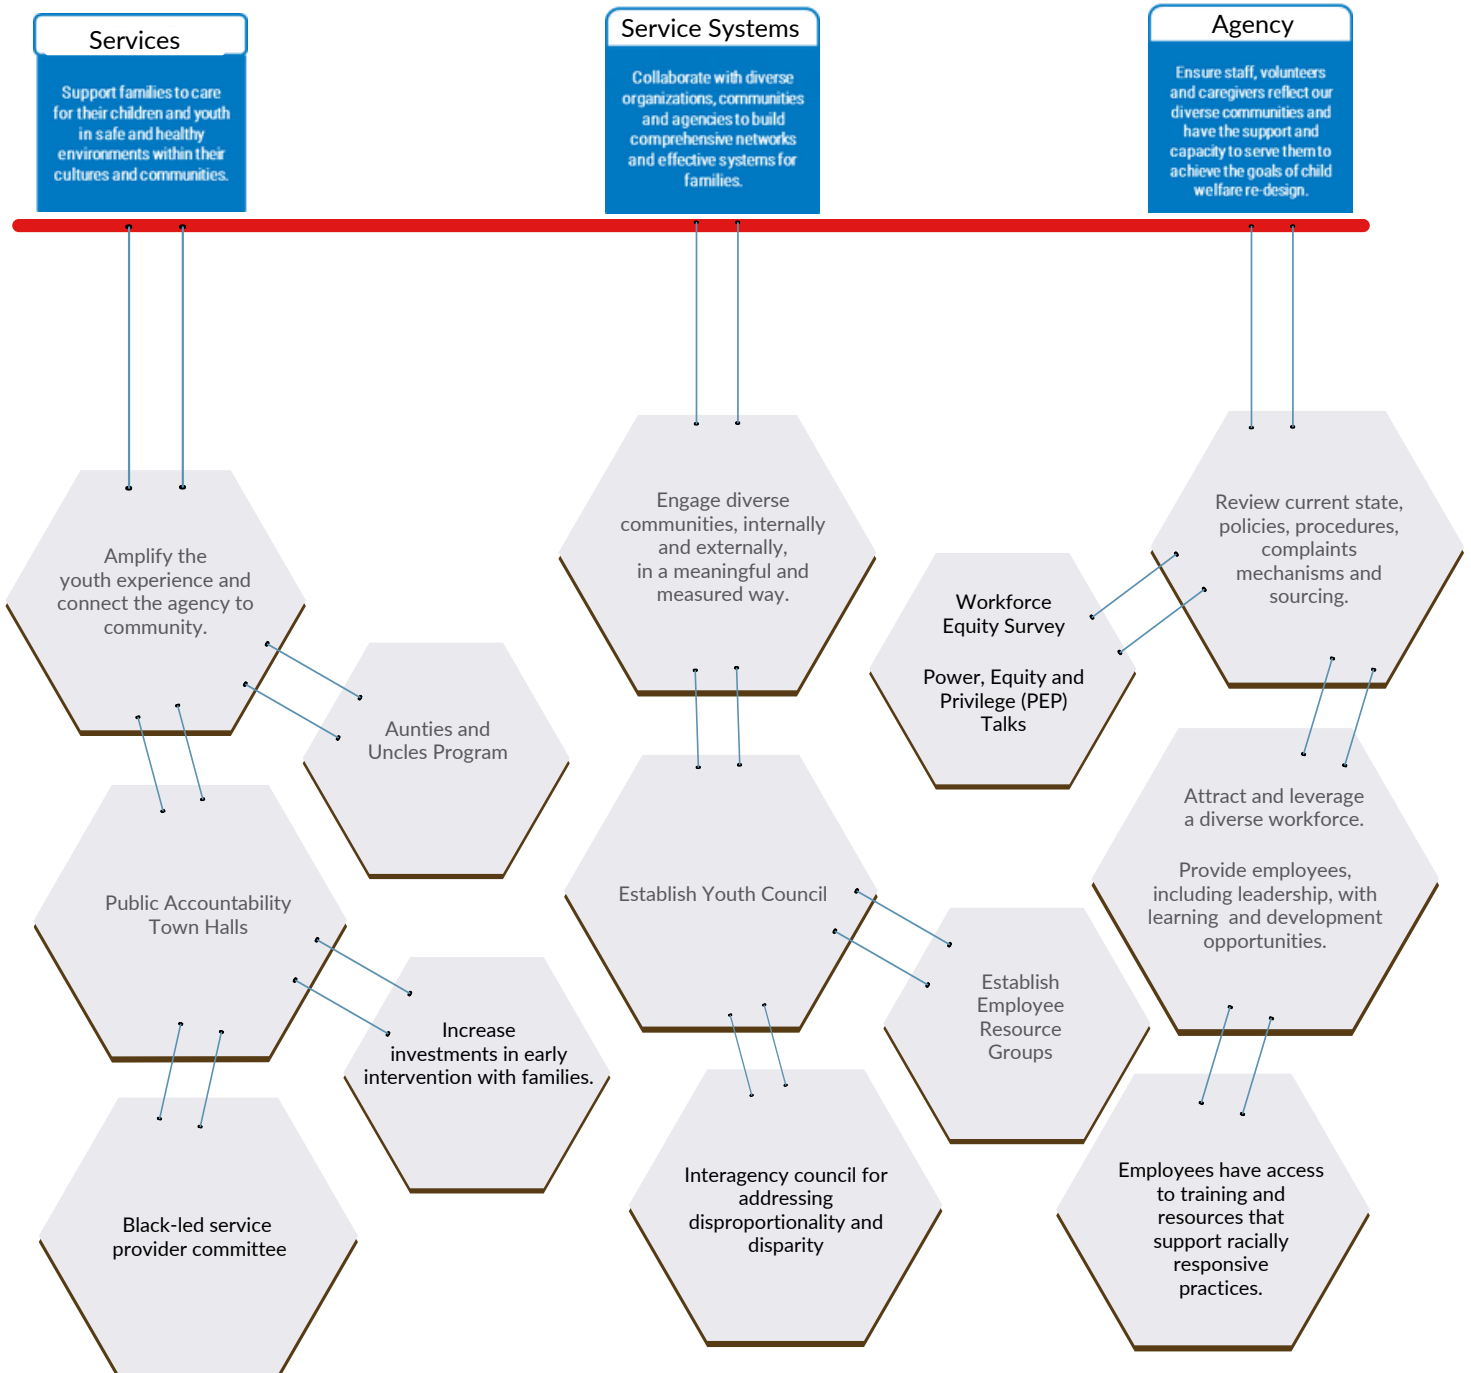 Services
Support families to care
for their children and youth
in safe and healthy
environments within their
cultures and communities.
Service Systems
Collaborate with diverse
organizations, communities
and agencies to build
comprehensive networks
and effective systems for
families.
Agency
Ensure staff, volunteers
and caregivers reflect our
diverse communities and
have the support and
capacity to serve them to
achieve the goals of child
welfare re-design.
Amplify the
youth experience and
connect the agency to
community.
Aunties and
Uncles Program
Public Accountability
Town Halls
Increase
investments in early
intervention with families.
Black-led service
provider committee
Engage diverse
communities, internally
and externally,
in a meaningful and
measured way.
Establish Youth Council
Establish
Employee
Resource
Groups
Interagency council for
addressing
disproportionality and
disparity
Review current state,
policies, procedures,
complaints
mechanisms and
sourcing.
Workforce
Equity Survey
Power, Equity and
Privilege (PEP)
Talks
Attract and leverage
a diverse workforce.
Provide employees,
including leadership, with
learning and development
opportunities.
Employees have access
to training and
resources that
support racially
responsive
practices.